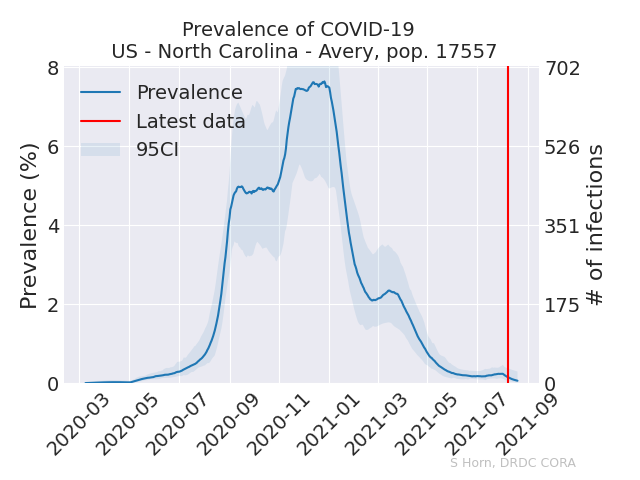 Prevalence of COVID-19
US - North Carolina - Avery, pop. 17557
Prevalence (%)
8
6
4
2
0
702
526
351
175
0
# of infections
Prevalence
Latest data
95CI
2020-03
2020-05
2020-07
2020-09
2020-11
2021-01
2021-03
2021-05
2021-07
2021-09
S Horn, DRDC CORA